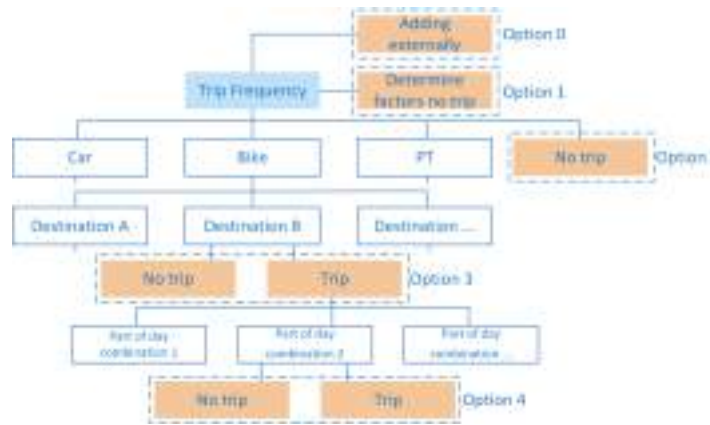 Adding
externally
Option 0
Trip Frequency
Determine
factors no trip
Option 1
Car
Bike
PT
No trip
Option
Destination A
Destination B
Destination ...
No trip
Trip
Option 3
Part of day
combination 1
Part of day
combination 2
Part of day
combination ...
No trip
Trip
Option 4